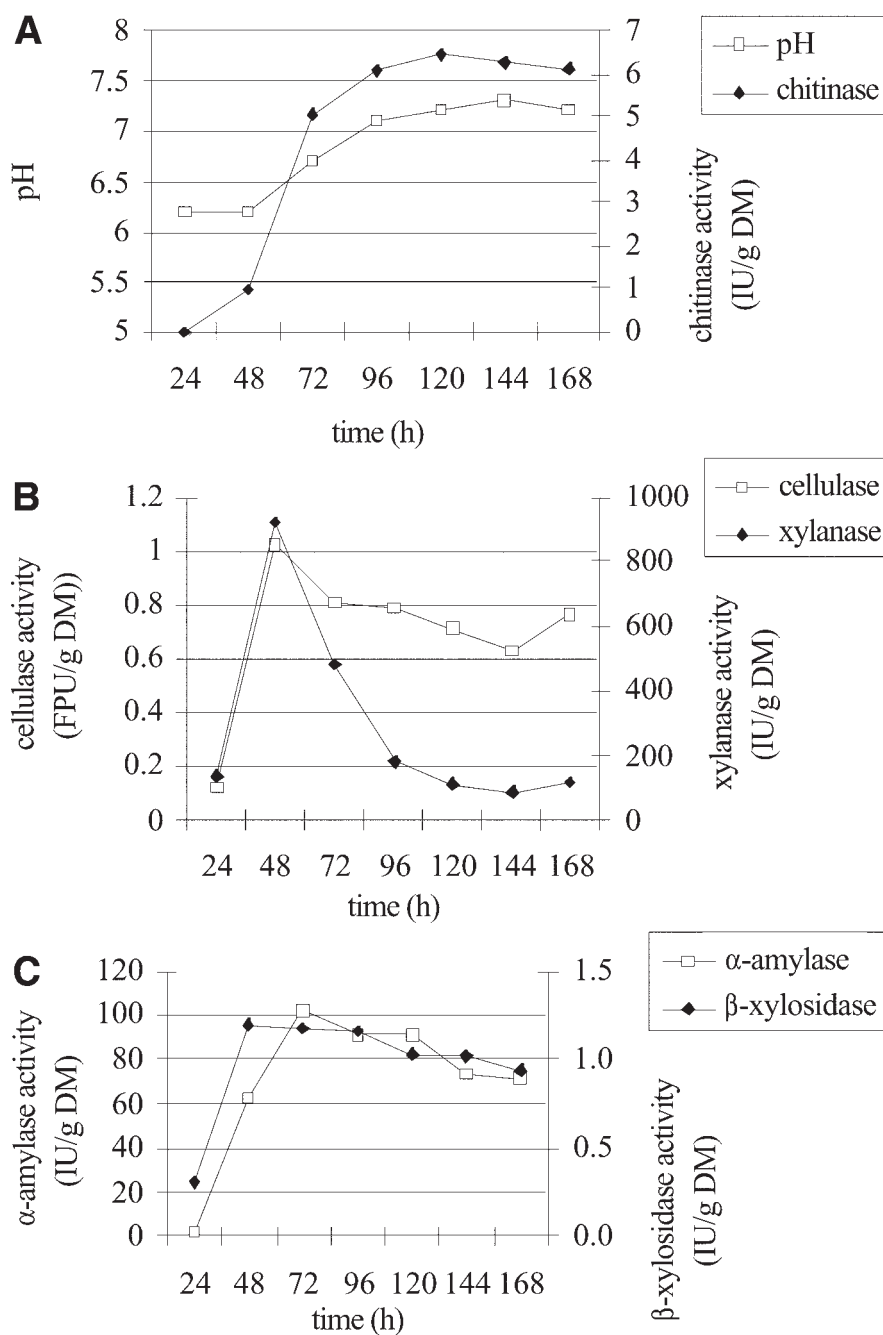 A
pH
chitinase
8
7.5
7
6.5
6
5.5
5
pH
7
6
5
4
3
2
1
0
chitinase activity
(IU/g DM)
24 48 72 96 120 144 168
time (h)
B
cellulase
xylanase
1.2
1
0.8
0.6
0.4
0.2
0
cellulase activity
(FPU/g DM))
1000
800
600
400
200
0
xylanase activity
(IU/g DM)
24 48 72 96 120 144 168
time (h)
C
α-amylase
β-xylosidase
120
100
80
60
40
20
0
α-amylase activity
(IU/g DM)
1.5
1.0
0.5
0.0
β-xylosidase activity
(IU/g DM)
24 48 72 96 120 144 168
time (h)